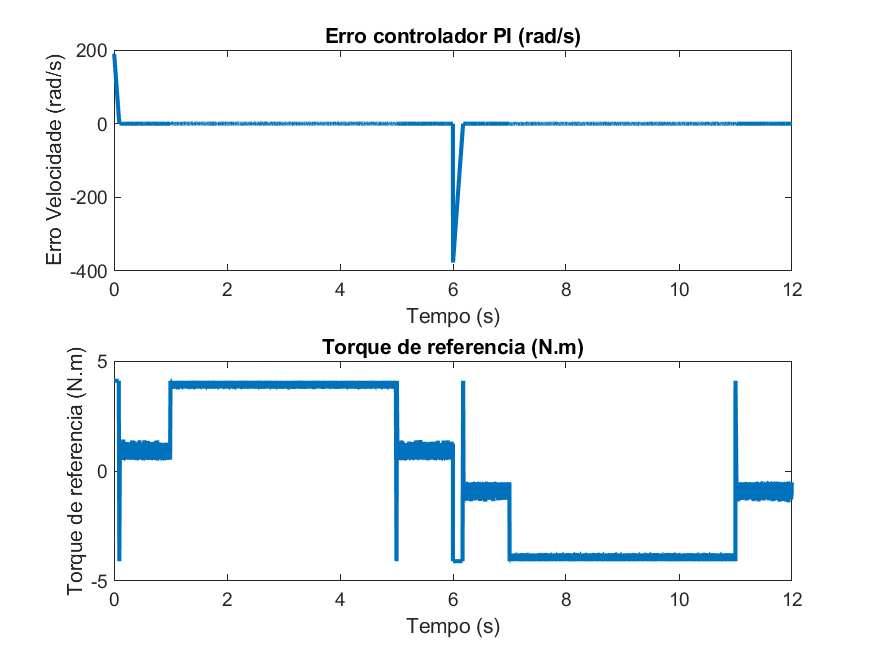 Erro controlador PI (rad/s)
200
0
-200
-400
Erro Velocidade (rad/s)
0 2 4 6 8 10 12
Tempo (s)
Torque de referencia (N.m)
5
0
-5
Torque de referencia (N.m)
0 2 4 6 8 10 12
Tempo (s)